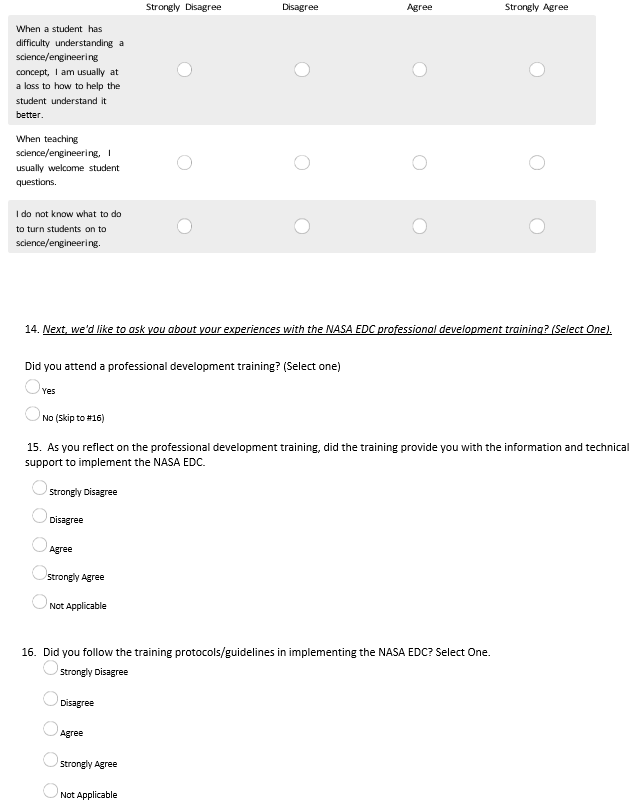 Strongly Disagree Disagree Agree Strongly Agree
When a student has
difficulty understanding a
science/engineering
concept, I am usually at
a loss to how to help the
student understand it
better.
When teaching
science/engineering, I
usually welcome student
questions.
I do not know what to do
to turn students on to
science/engineering.
14. Next, we'd like to ask you about your experiences with the NASA EDC professional development training? (Select One).
Did you attend a professional development training? (Select one)
Yes
No (Skip to #16)
15. As you reflect on the professional development training, did the training provide you with the information and technical
support to implement the NASA EDC.
Strongly Disagree
Disagree
Agree
Strongly Agree
Not Applicable
16. Did you follow the training protocols/guidelines in implementing the NASA EDC? Select One.
Strongly Disagree
Disagree
Agree
Strongly Agree
Not Applicable